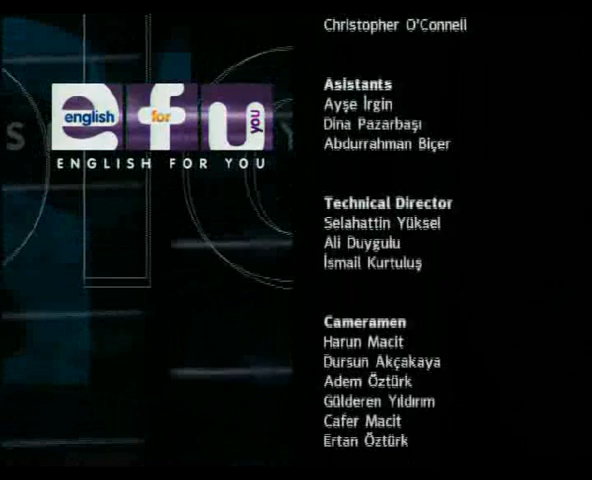 Christopher O'Connell
efu
english
for
you
ENGLISH FOR YOU
Asistants
Ayşe İrgin
Dina Pazarbaşı
Abdurrahman Biçer
Technical Director
Selahattin Yüksel
Ali Duygulu
İsmail Kurtuluş
Cameramen
Harun Macit
Dursun Akçakaya
Adem Öztürk
Gülderen Yıldırım
Cafer Macit
Ertan Öztürk